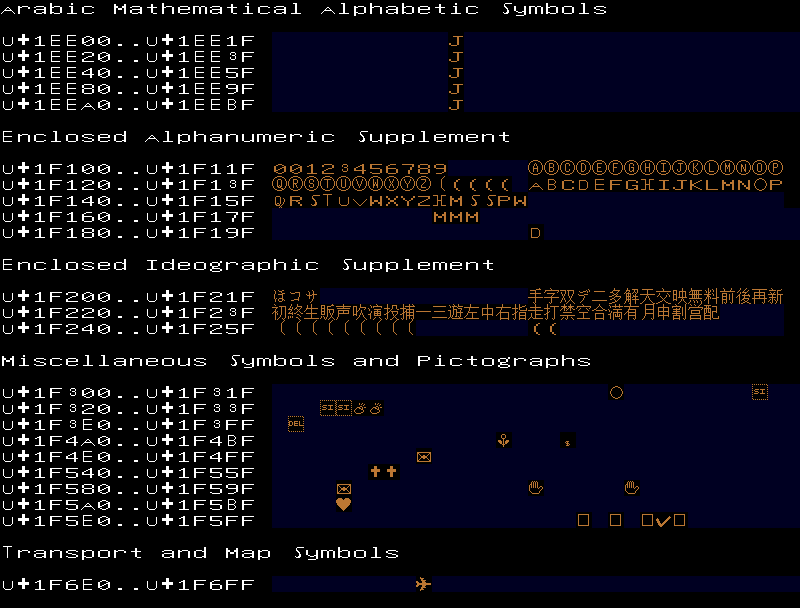 Arabic Mathematical Alphabetic Symbols
U+1EE00..U+1EE1F J
U+1EE20..U+1EE3F J
U+1EE40..U+1EE5F J
U+1EE80..U+1EE9F J
U+1EEA0..U+1EEBF J
Enclosed Alphanumeric Supplement
U+1F100..U+1F11F 00123456789 ⒶⒷⒸⒹⒺⒻⒼⒽⒾⒿⓀⓁⓂⓃⓄⓅ
U+1F120..U+1F13F ⓆⓇⓈⓉⓊⓋⓌⓍⓎⓏ((((( ABCDEFGHIJKLMNOP
U+1F140..U+1F15F QRSTUVWXYZHMSSPW
U+1F160..U+1F17F MMM
U+1F180..U+1F19F D
Enclosed Ideographic Supplement
U+1F200..U+1F21F ほコサ 手字双デ二多解天交映無料前後再新
U+1F220..U+1F23F 初終生販声吹演投捕一三遊左中右指走打禁空合満有月申割営配
U+1F240..U+1F25F ((((((((( ((
Miscellaneous Symbols and Pictographs
U+1F300..U+1F31F ○ SI
U+1F320..U+1F33F SI SI
U+1F3E0..U+1F3FF DEL
U+1F4A0..U+1F4BF
U+1F4E0..U+1F4FF ✉
U+1F540..U+1F55F ✝✝
U+1F580..U+1F59F ✉
U+1F5A0..U+1F5BF ♥
U+1F5E0..U+1F5FF □ □ □✓□
Transport and Map Symbols
U+1F6E0..U+1F6FF ✈